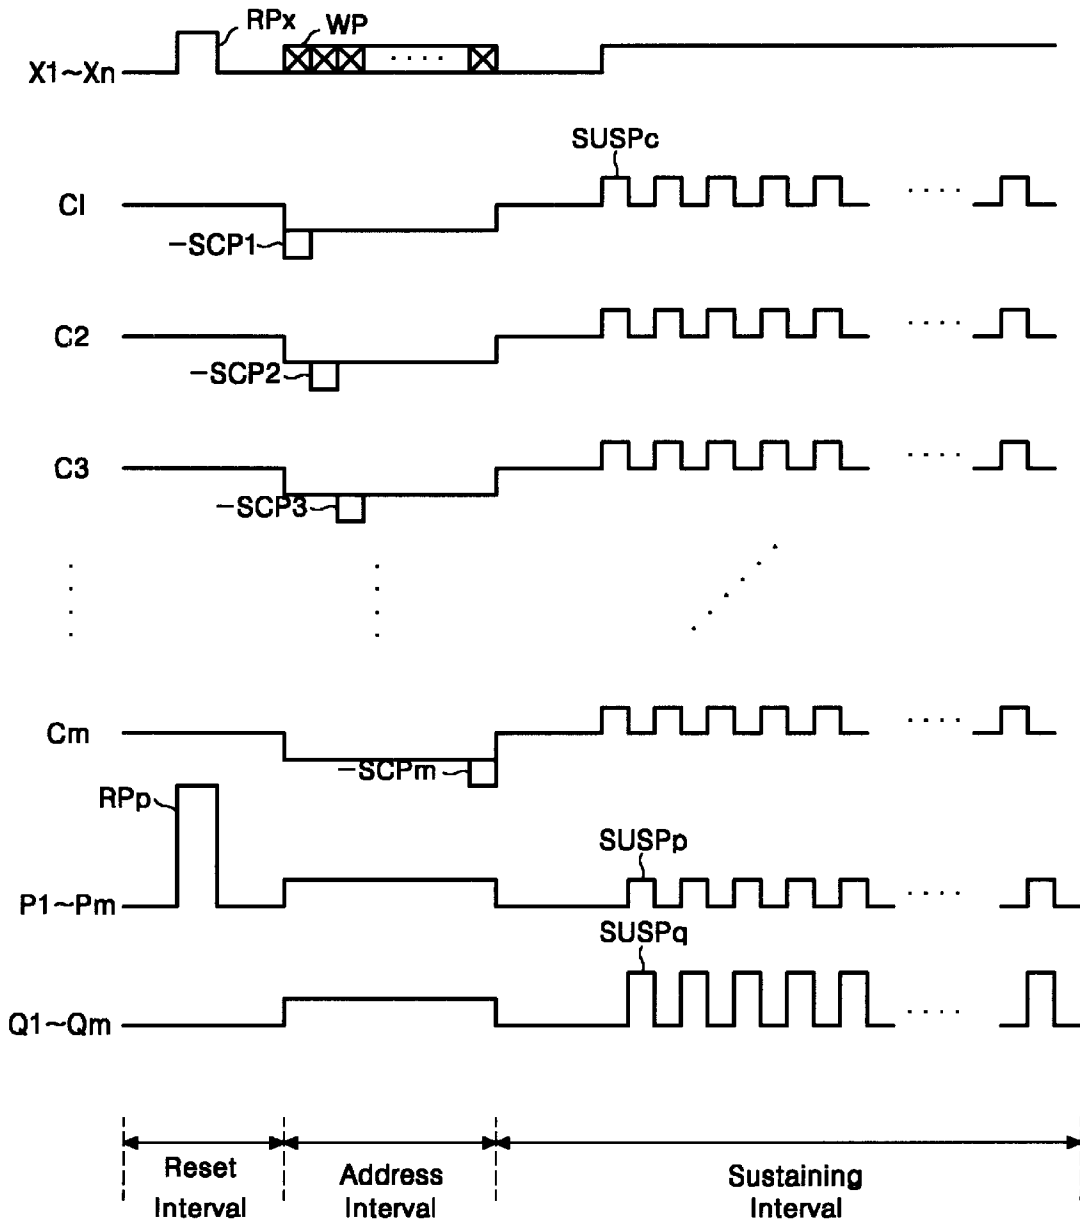 RPx
WP
X1~Xn
SUSPc
C1
-SCP1
C2
-SCP2
C3
-SCP3
Cm
-SCPm
RPp
SUSPp
P1~Pm
SUSPq
Q1~Qm
Reset
Interval
Address
Interval
Sustaining
Interval